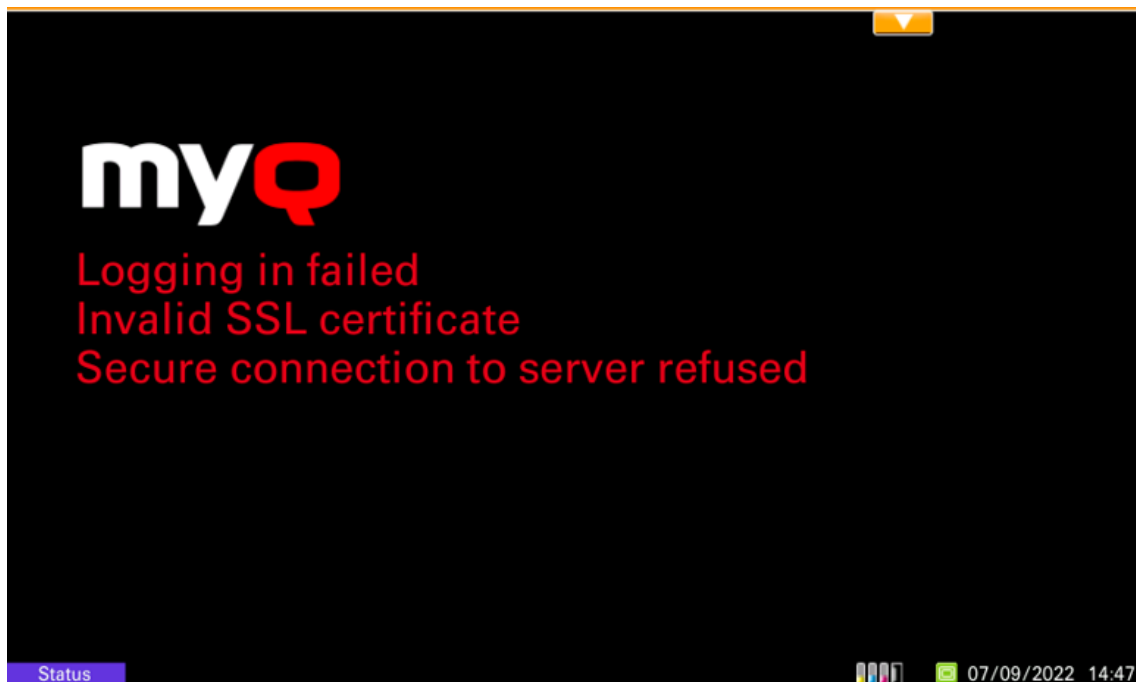 myQ
Logging in failed
Invalid SSL certificate
Secure connection to server refused
Status 07/09/2022 14:47